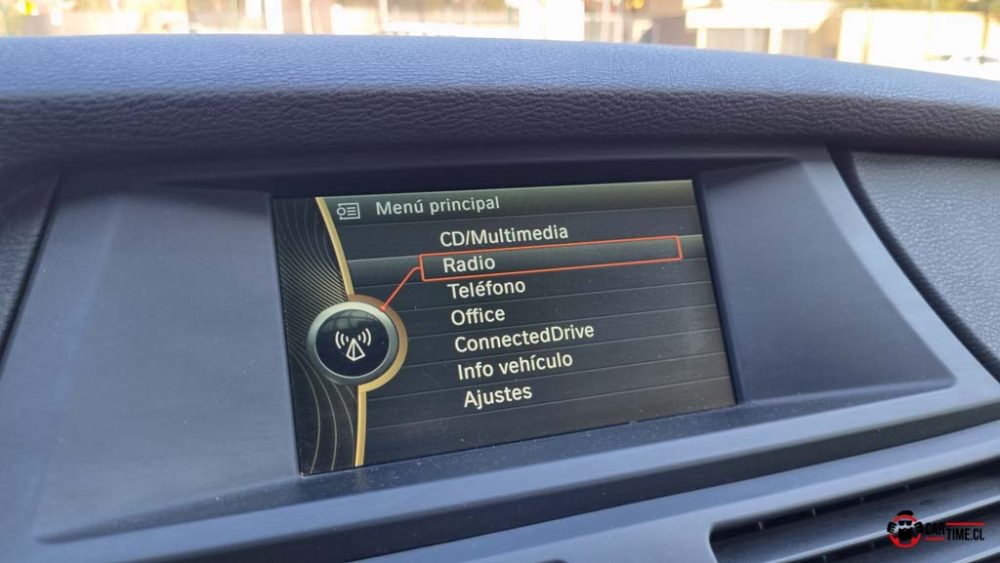 Menú principal
CD/Multimedia
Radio
Teléfono
Office
ConnectedDrive
Info vehículo
Ajustes
CAR
TIME.CL